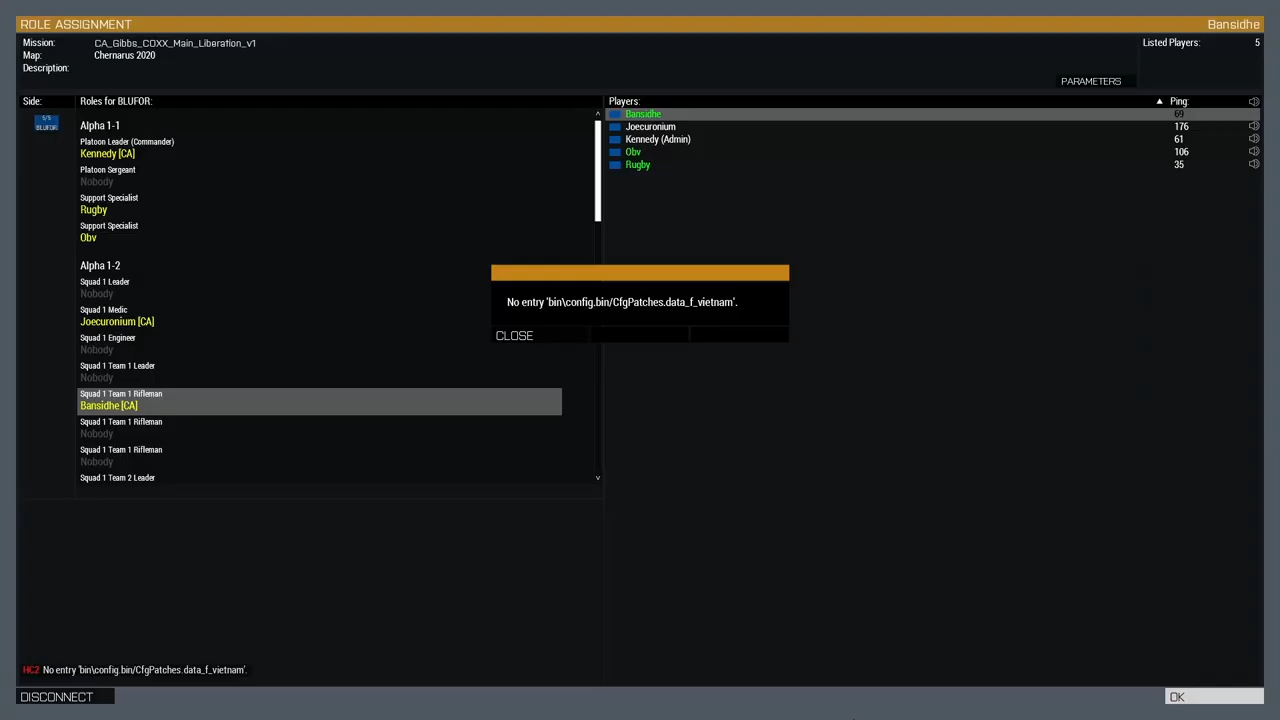 ROLE ASSIGNMENT
Bansidhe
Mission: CA_Gibbs_COXX_Main_Liberation_v1
Map: Chernarus 2020
Description:
Listed Players: 5
PARAMETERS
Side:
5/5
BLUFOR
Roles for BLUFOR:
Alpha 1-1
Platoon Leader (Commander)
Kennedy [CA]
Platoon Sergeant
Nobody
Support Specialist
Rugby
Support Specialist
Obv
Alpha 1-2
Squad 1 Leader
Nobody
Squad 1 Medic
Joecuronium [CA]
Squad 1 Engineer
Nobody
Squad 1 Team 1 Leader
Nobody
Squad 1 Team 1 Rifleman
Bansidhe [CA]
Squad 1 Team 1 Rifleman
Nobody
Squad 1 Team 1 Rifleman
Nobody
Squad 1 Team 2 Leader
Players: Ping:
Bansidhe 69
Joecuronium 176
Kennedy (Admin) 61
Obv 106
Rugby 35
No entry 'bin\config.bin/CfgPatches.data_f_vietnam'.
CLOSE
HC2 No entry 'bin\config.bin/CfgPatches.data_f_vietnam'.
DISCONNECT
OK